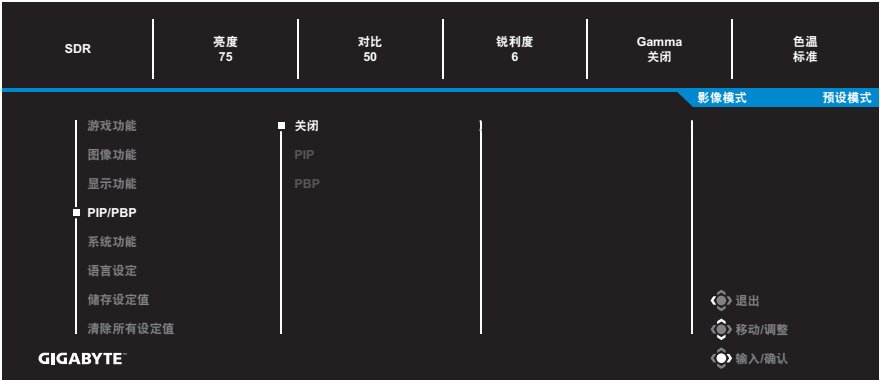 SDR
亮度
75
对比
50
锐利度
6
Gamma
关闭
色温
标准
影像模式 预设模式
游戏功能
图像功能
显示功能
PIP/PBP
系统功能
语言设定
储存设定值
清除所有设定值
关闭
PIP
PBP
退出
移动/调整
输入/确认
GIGABYTE™